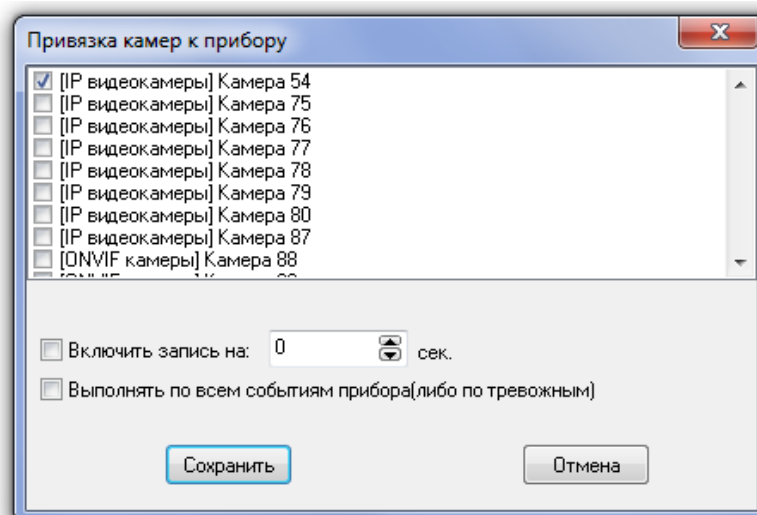 Привязка камер к прибору
[IP видеокамеры] Камера 54
[IP видеокамеры] Камера 75
[IP видеокамеры] Камера 76
[IP видеокамеры] Камера 77
[IP видеокамеры] Камера 78
[IP видеокамеры] Камера 79
[IP видеокамеры] Камера 80
[IP видеокамеры] Камера 87
[ONVIF камеры] Камера 88
Включить запись на: 0 сек.
Выполнять по всем событиям прибора(либо по тревожным)
Сохранить Отмена